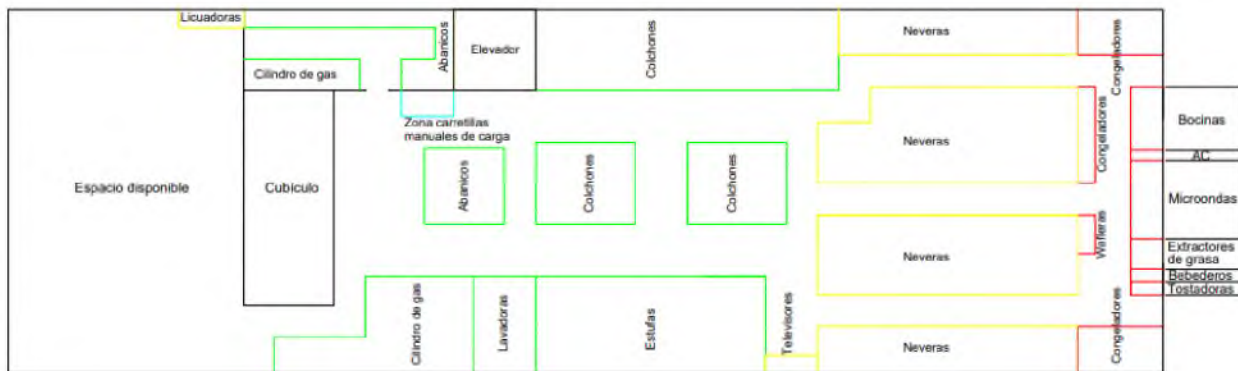 Licuadoras
Abanicos
Elevador
Colchones
Neveras
Congeladores
Cilindro de gas
Zona carretillas
manuales de carga
Neveras
Congeladores
Bocinas
AC
Espacio disponible
Cubículo
Abanicos
Colchones
Colchones
Microondas
Neveras
Wafleras
Extractores
de grasa
Bebederos
Tostadoras
Cilindro de gas
Lavadoras
Estufas
Televisores
Neveras
Congeladores